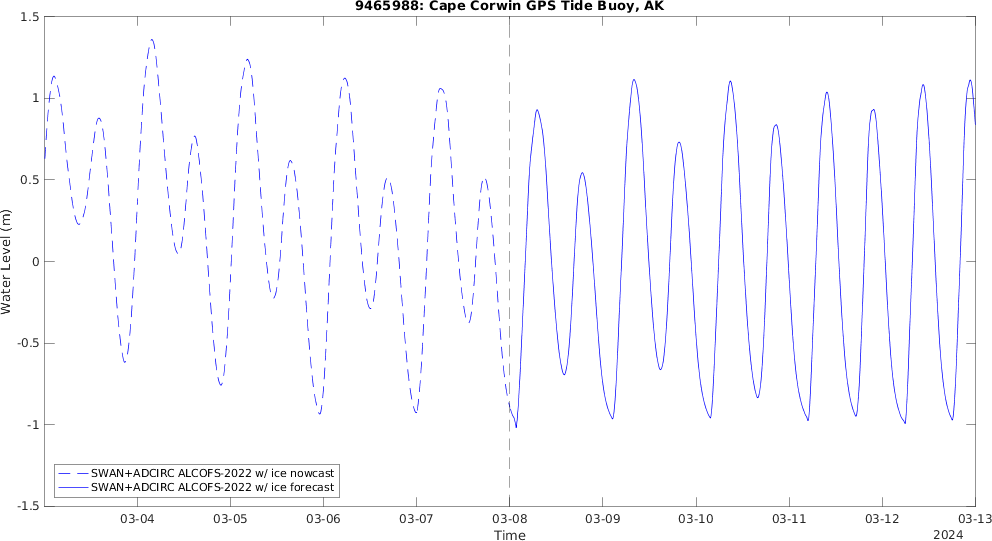 9465988: Cape Corwin GPS Tide Buoy, AK
1.5
1
0.5
0
-0.5
-1
-1.5
Water Level (m)
SWAN+ADCIRC ALCOFS-2022 w/ ice nowcast
SWAN+ADCIRC ALCOFS-2022 w/ ice forecast
03-04 03-05 03-06 03-07 03-08 03-09 03-10 03-11 03-12 03-13
Time
2024